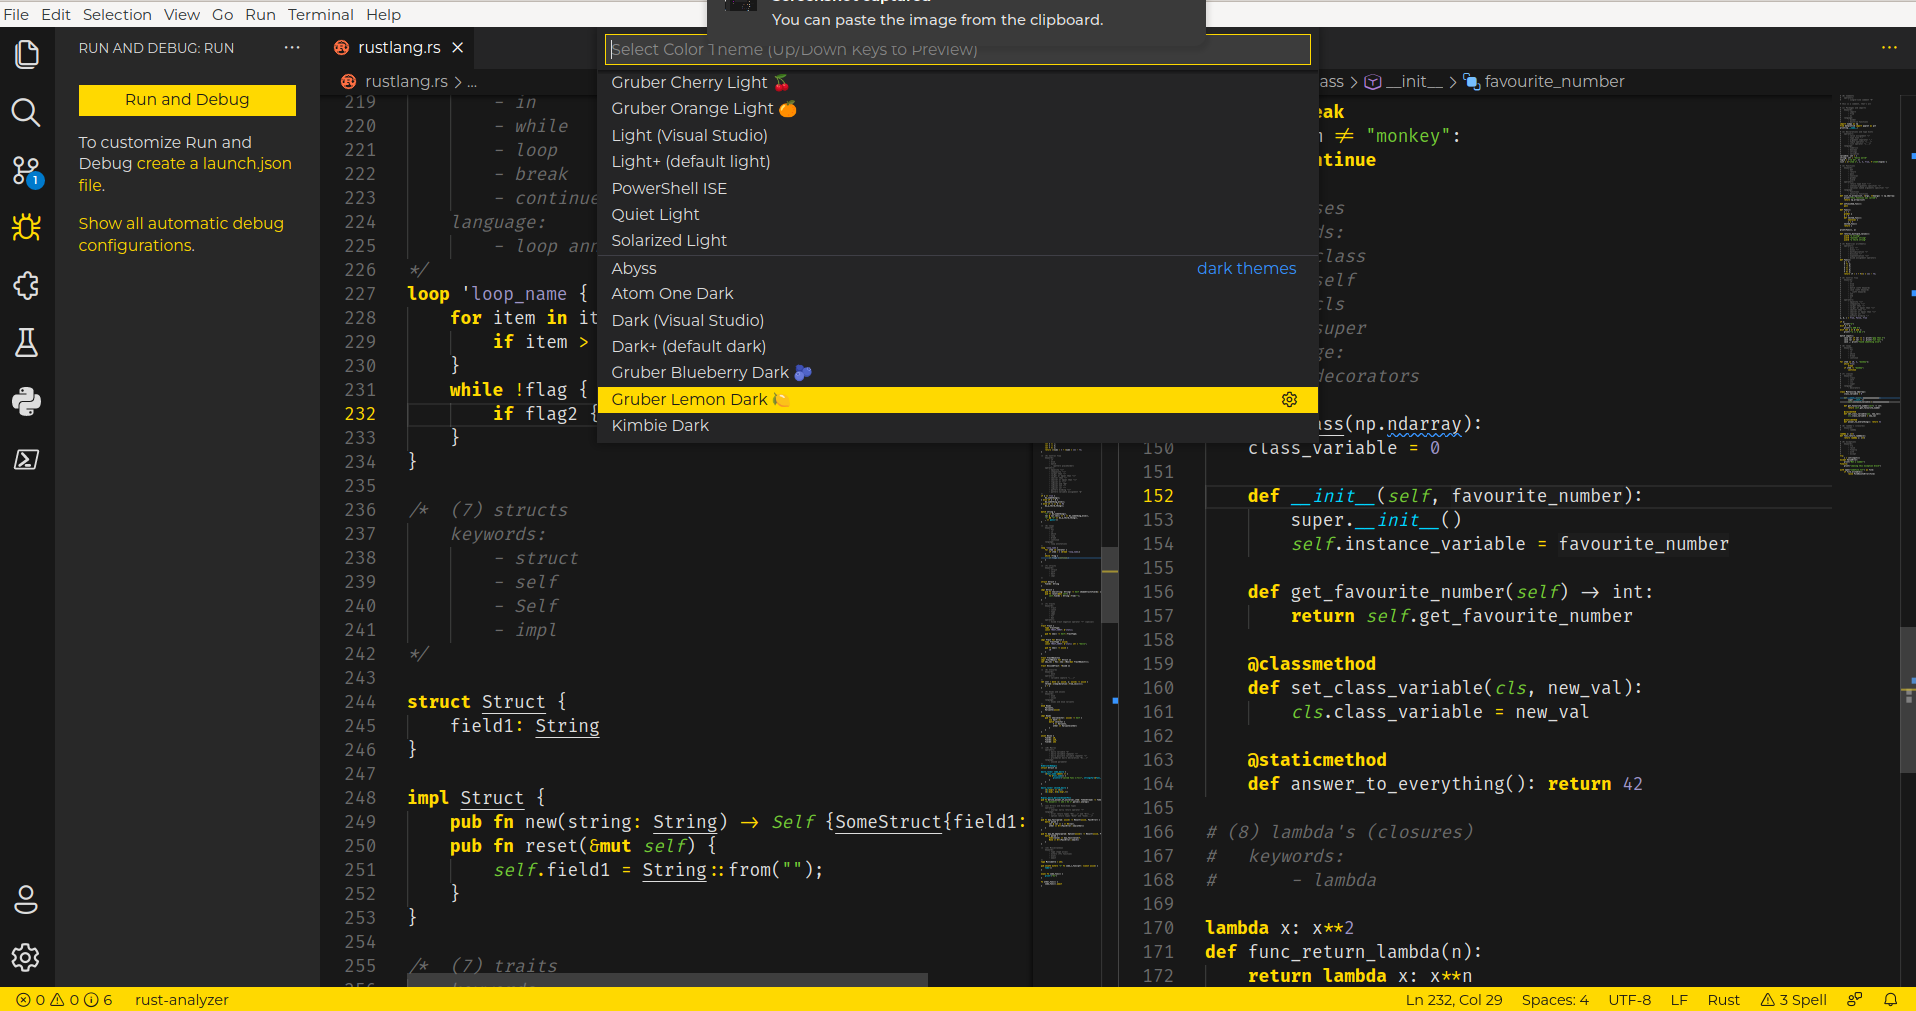 File Edit Selection View Go Run Terminal Help
You can paste the image from the clipboard.
RUN AND DEBUG: RUN
Run and Debug
To customize Run and
Debug create a launch.json
file.
Show all automatic debug
configurations.
1
rustlang.rs
rustlang.rs > ...
219 - in
220 - while
221 - loop
222 - break
223 - continue
224 language:
225 - loop ann
226 */
227 loop 'loop_name {
228 for item in it
229 if item >
230 }
231 while !flag {
232 if flag2 {
233 }
234 }
235
236 /* (7) structs
237 keywords:
238 - struct
239 - self
240 - Self
241 - impl
242 */
243
244 struct Struct {
245 field1: String
246 }
247
248 impl Struct {
249 pub fn new(string: String) → Self {SomeStruct{field1:
250 pub fn reset(&mut self) {
251 self.field1 = String::from("");
252 }
253 }
254
255 /* (7) traits
Select Color Theme (Up/Down Keys to Preview)
Gruber Cherry Light 🍒
Gruber Orange Light 🍊
Light (Visual Studio)
Light+ (default light)
PowerShell ISE
Quiet Light
Solarized Light
Abyss dark themes
Atom One Dark
Dark (Visual Studio)
Dark+ (default dark)
Gruber Blueberry Dark 🫐
Gruber Lemon Dark 🍋
Kimbie Dark
ass > __init__ > favourite_number
eak
n ≠ "monkey":
ntinue
ses
ds:
class
self
cls
super
ge:
decorators
ass(np.ndarray):
150 class_variable = 0
151
152 def __init__(self, favourite_number):
153 super.__init__()
154 self.instance_variable = favourite_number
155
156 def get_favourite_number(self) → int:
157 return self.get_favourite_number
158
159 @classmethod
160 def set_class_variable(cls, new_val):
161 cls.class_variable = new_val
162
163 @staticmethod
164 def answer_to_everything(): return 42
165
166 # (8) lambda's (closures)
167 # keywords:
168 # - lambda
169
170 lambda x: x**2
171 def func_return_lambda(n):
172 return lambda x: x**n
0 0 6 rust-analyzer
Ln 232, Col 29 Spaces: 4 UTF-8 LF Rust 3 Spell